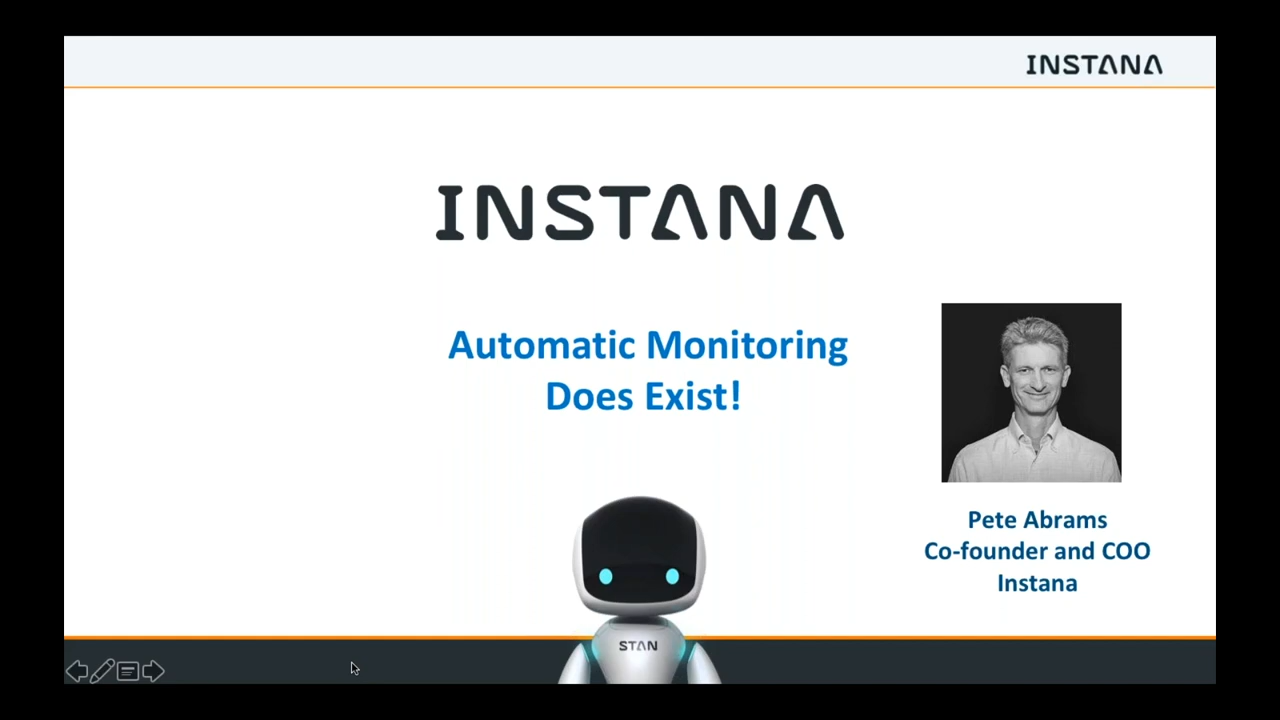 INSTANA
INSTANA
Automatic Monitoring
Does Exist!
Pete Abrams
Co-founder and COO
Instana
STAN